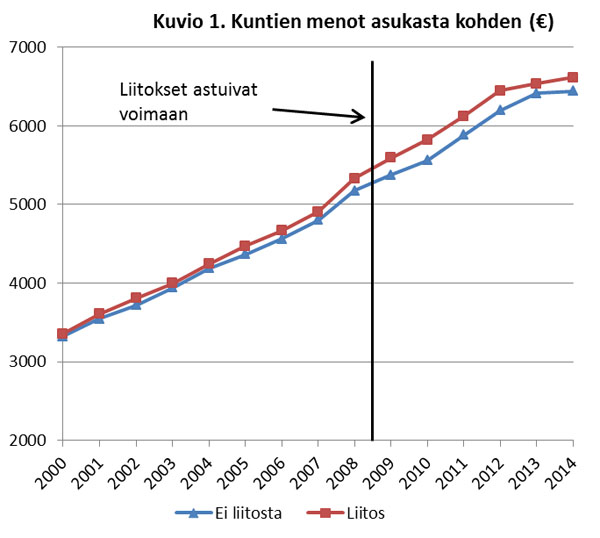 Kuvio 1. Kuntien menot asukasta kohden (€)
7000
Liitokset astuivat
voimaan
6000
5000
4000
3000
2000
2000 2001 2002 2003 2004 2005 2006 2007 2008 2009 2010 2011 2012 2013 2014
Ei liitosta Liitos